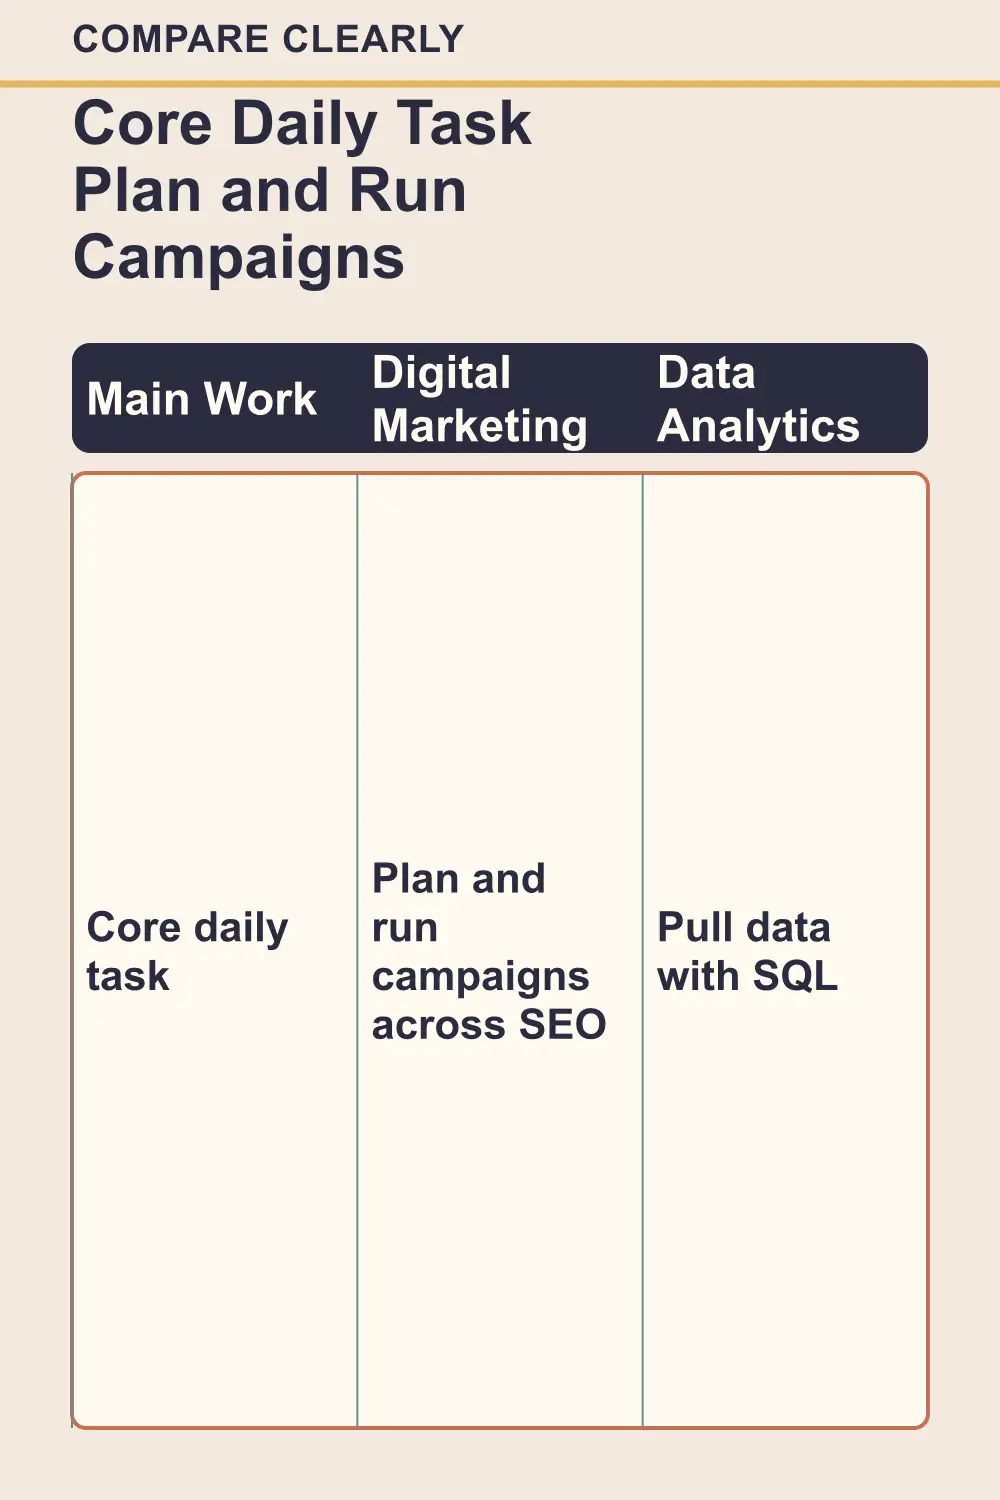 COMPARE CLEARLY
Core Daily Task
Plan and Run
Campaigns
Main Work
Digital
Marketing
Data
Analytics
Core daily
task
Plan and
run
campaigns
across SEO
Pull data
with SQL